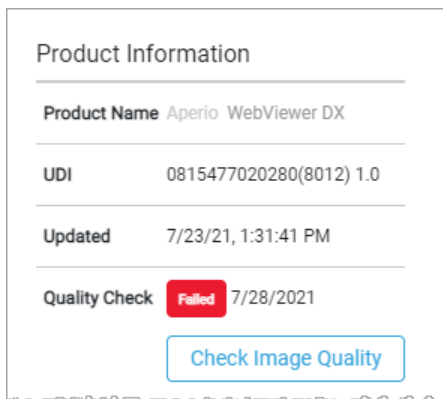 Product Information
Product Name Aperio WebViewer DX
UDI 0815477020280(8012) 1.0
Updated 7/23/21, 1:31:41 PM
Quality Check Failed 7/28/2021
Check Image Quality